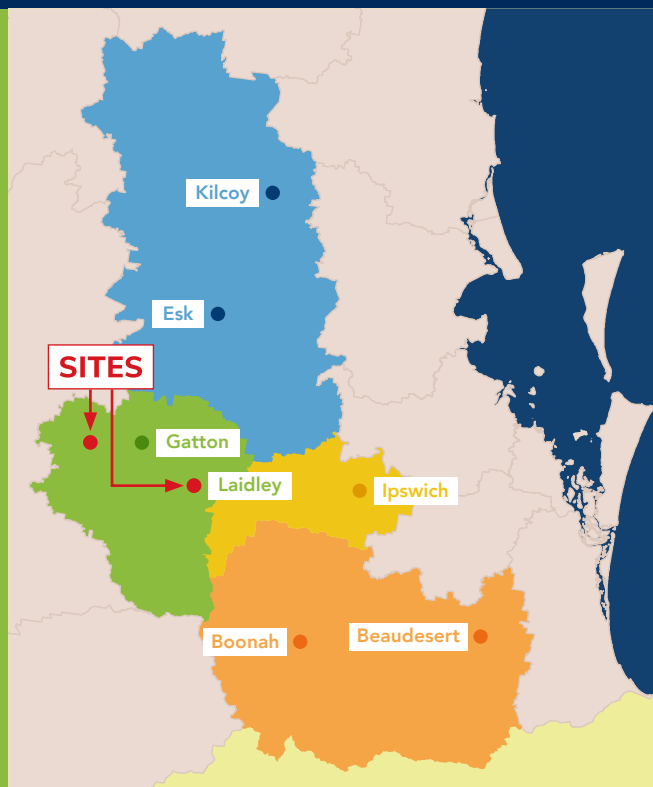 Kilcoy
Esk
SITES
Gatton
Laidley
Ipswich
Boonah
Beaudesert